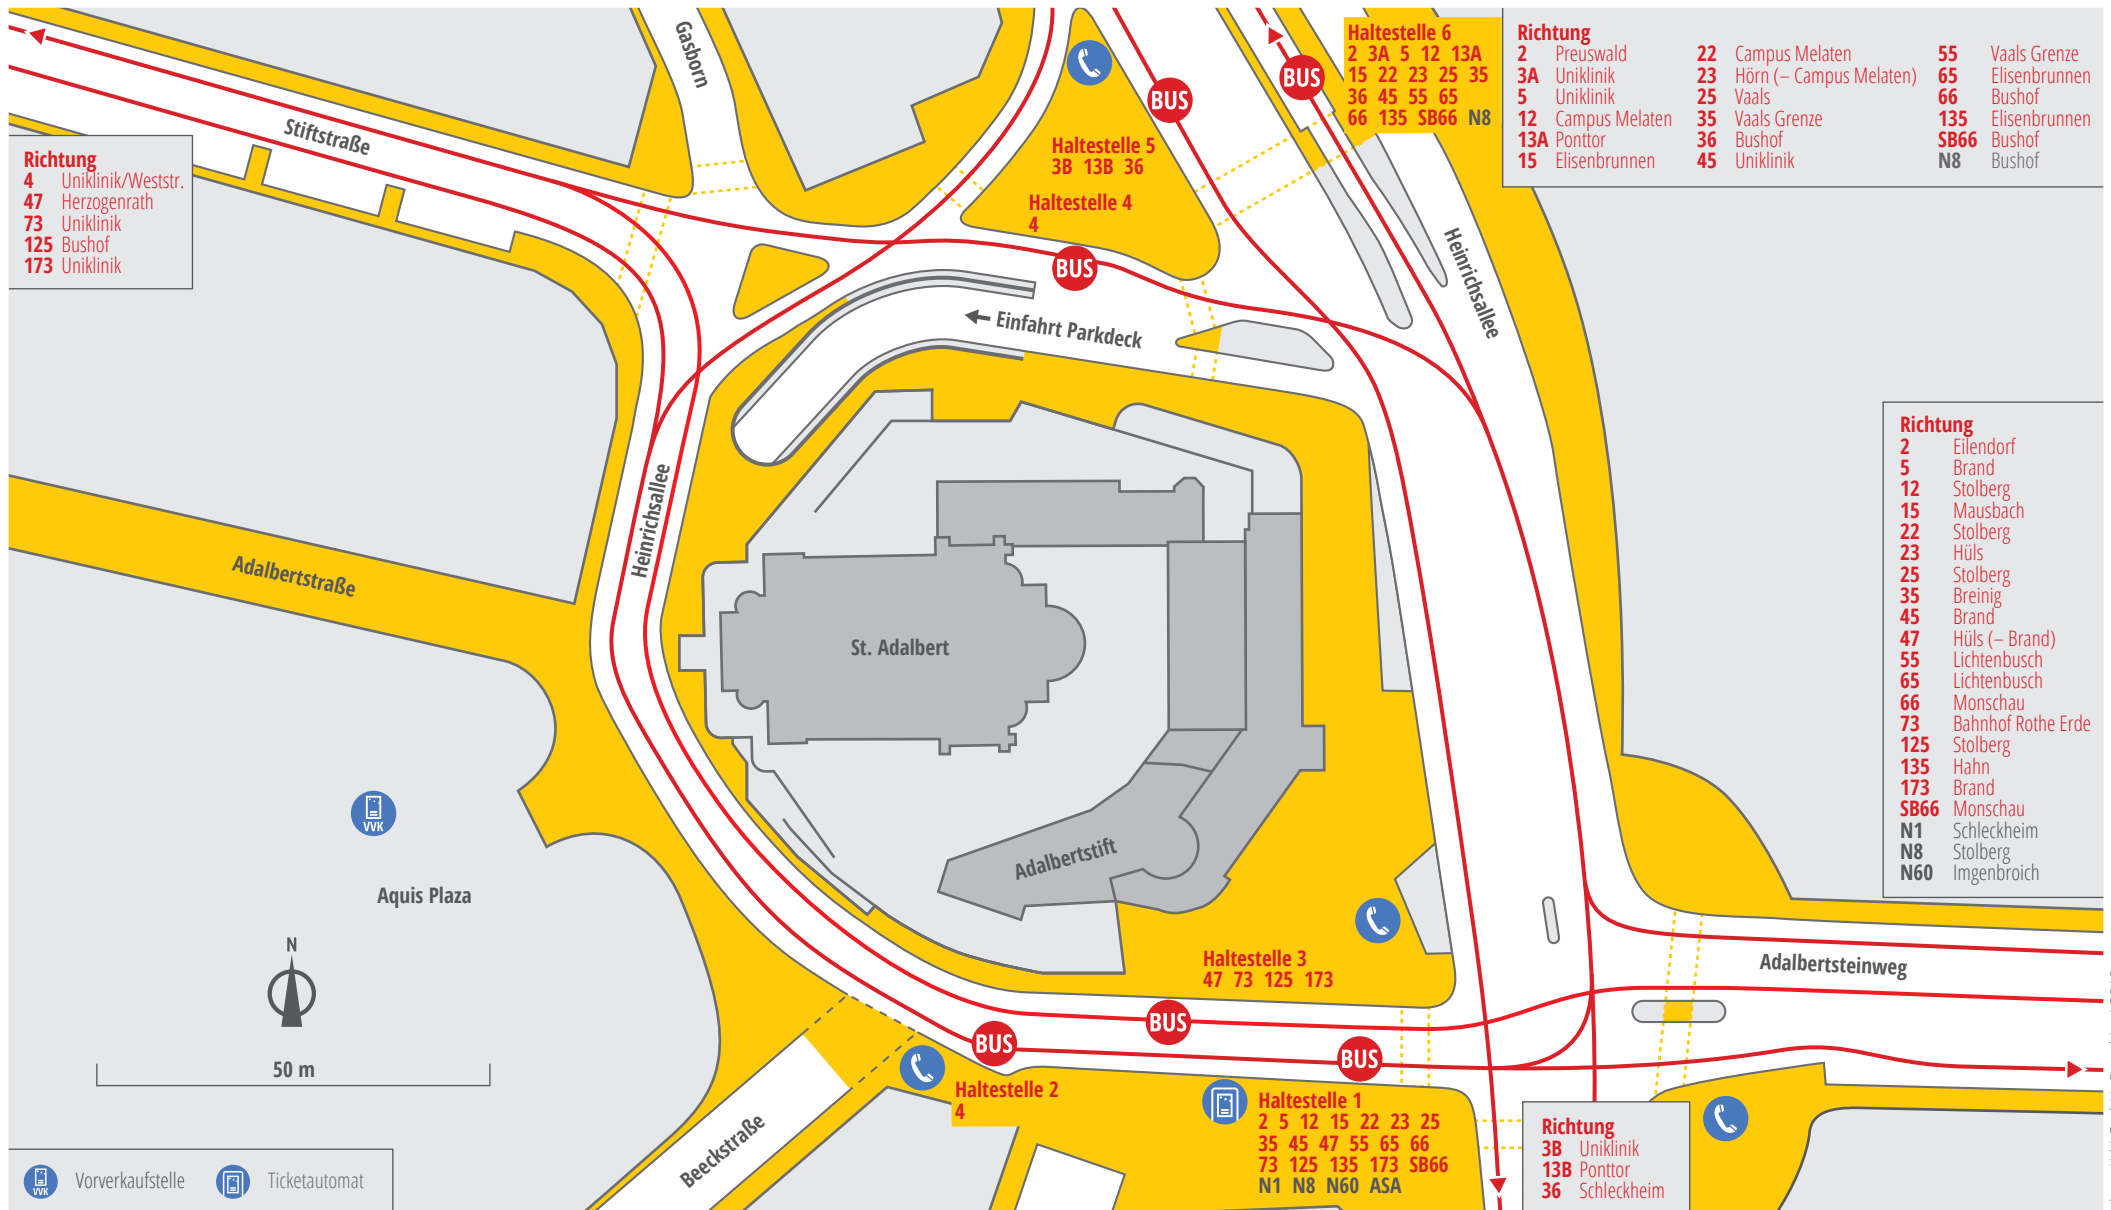 Gasborn
Stiftstraße
BUS
BUS
BUS
Haltestelle 6
2 3A 5 12 13A
15 22 23 25 35
36 45 55 65
66 135 SB66 N8
Richtung
2 Preuswald
3A Uniklinik
5 Uniklinik
12 Campus Melaten
13A Ponttor
15 Elisenbrunnen
22 Campus Melaten
23 Hörn (– Campus Melaten)
25 Vaals
35 Vaals Grenze
36 Bushof
45 Uniklinik
55 Vaals Grenze
65 Elisenbrunnen
66 Bushof
135 Elisenbrunnen
SB66 Bushof
N8 Bushof
Richtung
4 Uniklinik/Weststr.
47 Herzogenrath
73 Uniklinik
125 Bushof
173 Uniklinik
Haltestelle 5
3B 13B 36
Haltestelle 4
4
Heinrichsallee
Einfahrt Parkdeck
Heinrichsallee
Adalbertstraße
St. Adalbert
Adalbertstift
Richtung
2 Eilendorf
5 Brand
12 Stolberg
15 Mausbach
22 Stolberg
23 Hüls
25 Stolberg
35 Breinig
45 Brand
47 Hüls (– Brand)
55 Lichtenbusch
65 Lichtenbusch
66 Monschau
73 Bahnhof Rothe Erde
125 Stolberg
135 Hahn
173 Brand
SB66 Monschau
N1 Schleckheim
N8 Stolberg
N60 Imgenbroich
VVK
Aquis Plaza
N
50 m
Haltestelle 3
47 73 125 173
Adalbertsteinweg
BUS
BUS
BUS
Haltestelle 2
4
Haltestelle 1
2 5 12 15 22 23 25
35 45 47 55 65 66
73 125 135 173 SB66
N1 N8 N60 ASA
Beeckstraße
Richtung
3B Uniklinik
13B Ponttor
36 Schleckheim
VVK
Vorverkaufstelle
Ticketautomat